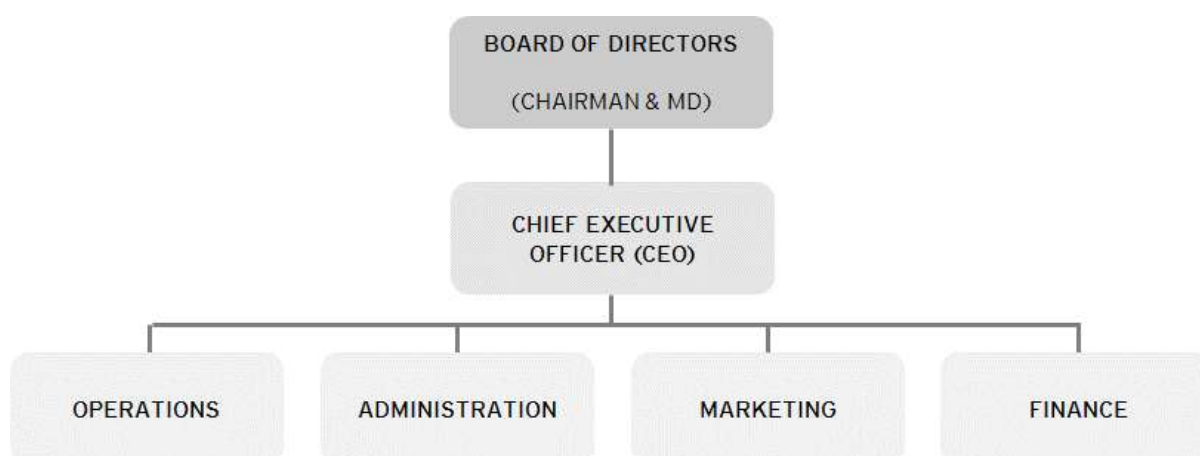 BOARD OF DIRECTORS
(CHAIRMAN & MD)
CHIEF EXECUTIVE
OFFICER (CEO)
OPERATIONS
ADMINISTRATION
MARKETING
FINANCE